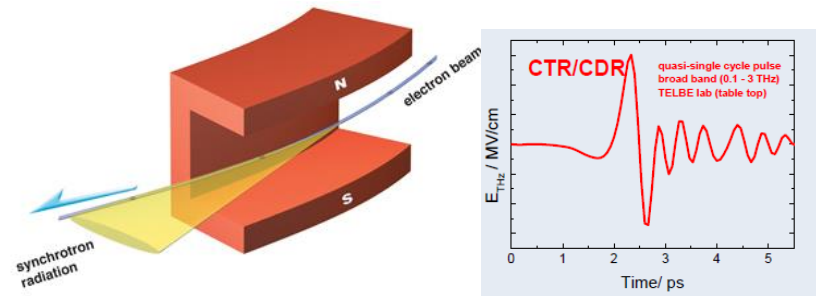 N
electron beam
S
synchrotron
radiation
CTR/CDR
quasi-single cycle pulse
broad band (0.1 - 3 THz)
TELBE lab (table top)
E_THz / MV/cm
0 1 2 3 4 5
Time/ ps